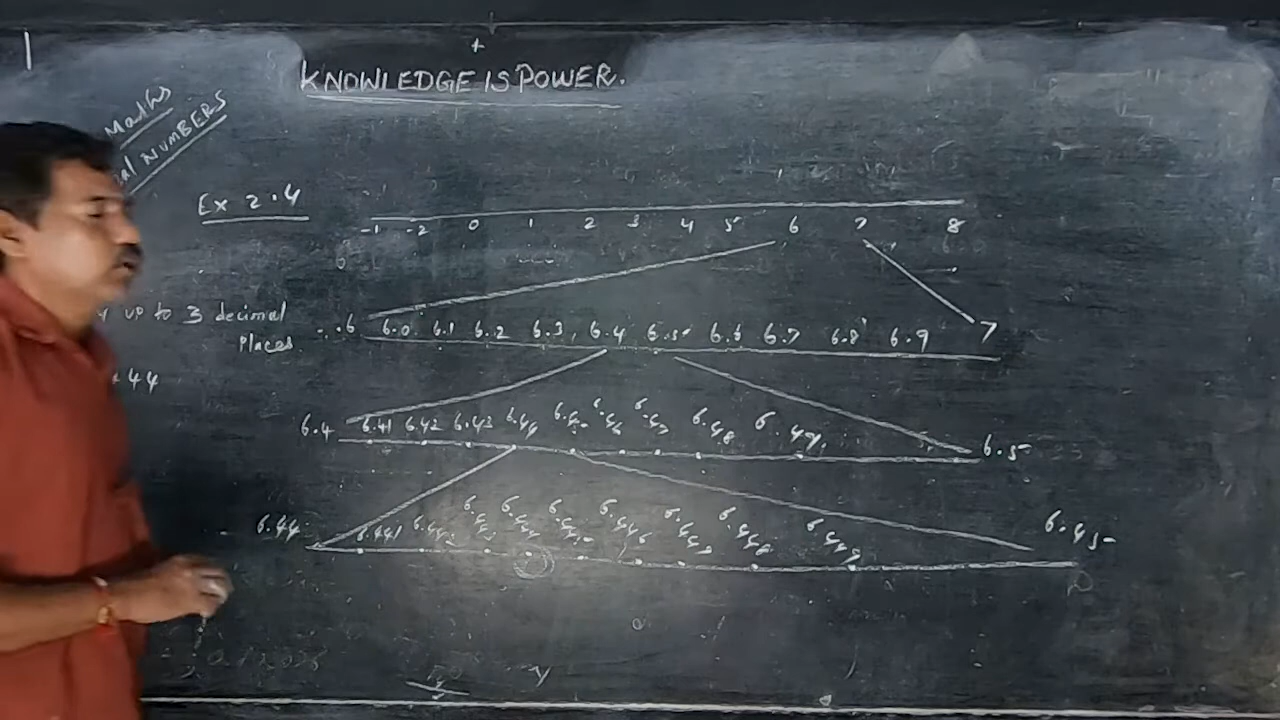 KNOWLEDGE IS POWER.
Maths
NUMBERS
Ex 2.4
-1 -2 0 1 2 3 4 5 6 7 8
up to 3 decimal
Places
44
6 6.0 6.1 6.2 6.3 6.4 6.5 6.6 6.7 6.8 6.9 7
6.4 6.41 6.42 6.43 6.44 6.45 6.46 6.47 6.48 6.49 6.5
6.44 6.441 6.442 6.443 6.444 6.445 6.446 6.447 6.448 6.449 6.45